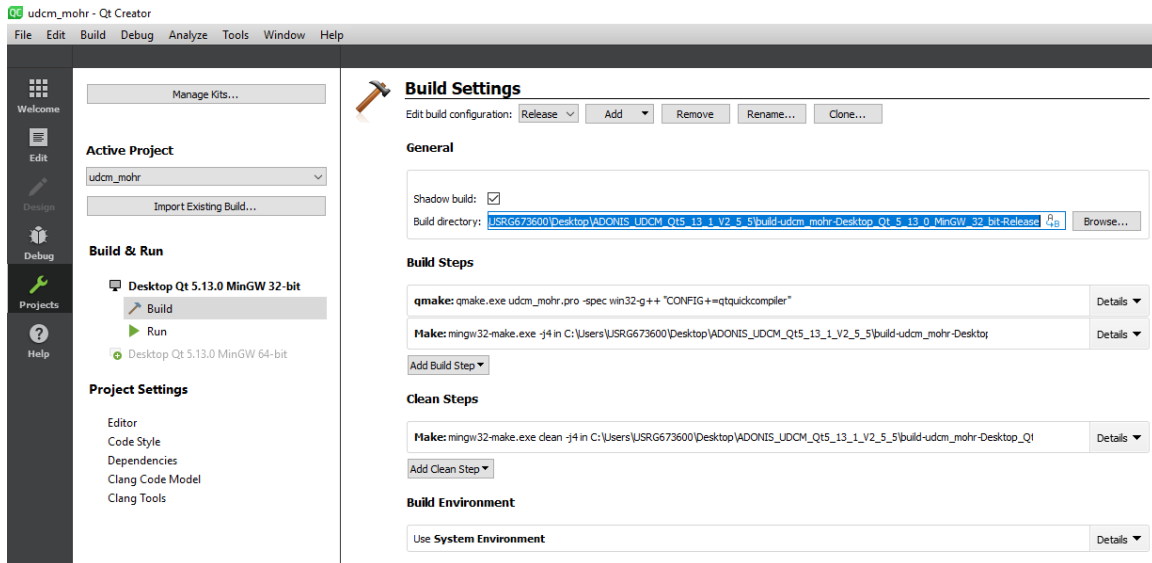 QC udcm_mohr - Qt Creator
File Edit Build Debug Analyze Tools Window Help
Welcome
Edit
Design
Debug
Projects
Help
Manage Kits...
Active Project
udcm_mohr
Import Existing Build...
Build & Run
Desktop Qt 5.13.0 MinGW 32-bit
Build
Run
Desktop Qt 5.13.0 MinGW 64-bit
Project Settings
Editor
Code Style
Dependencies
Clang Code Model
Clang Tools
Build Settings
Edit build configuration: Release Add Remove Rename... Clone...
General
Shadow build:
Build directory: USRG673600\Desktop\ADONIS_UDCM_Qt5_13_1_V2_5_5\build-udcm_mohr-Desktop_Qt_5_13_0_MinGW_32_bit-Release Browse...
Build Steps
qmake: qmake.exe udcm_mohr.pro -spec win32-g++ "CONFIG+=qtquickcompiler" Details
Make: mingw32-make.exe -j4 in C:\Users\USRG673600\Desktop\ADONIS_UDCM_Qt5_13_1_V2_5_5\build-udcm_mohr-Deskto Details
Add Build Step
Clean Steps
Make: mingw32-make.exe clean -j4 in C:\Users\USRG673600\Desktop\ADONIS_UDCM_Qt5_13_1_V2_5_5\build-udcm_mohr-Desktop_Qt Details
Add Clean Step
Build Environment
Use System Environment Details